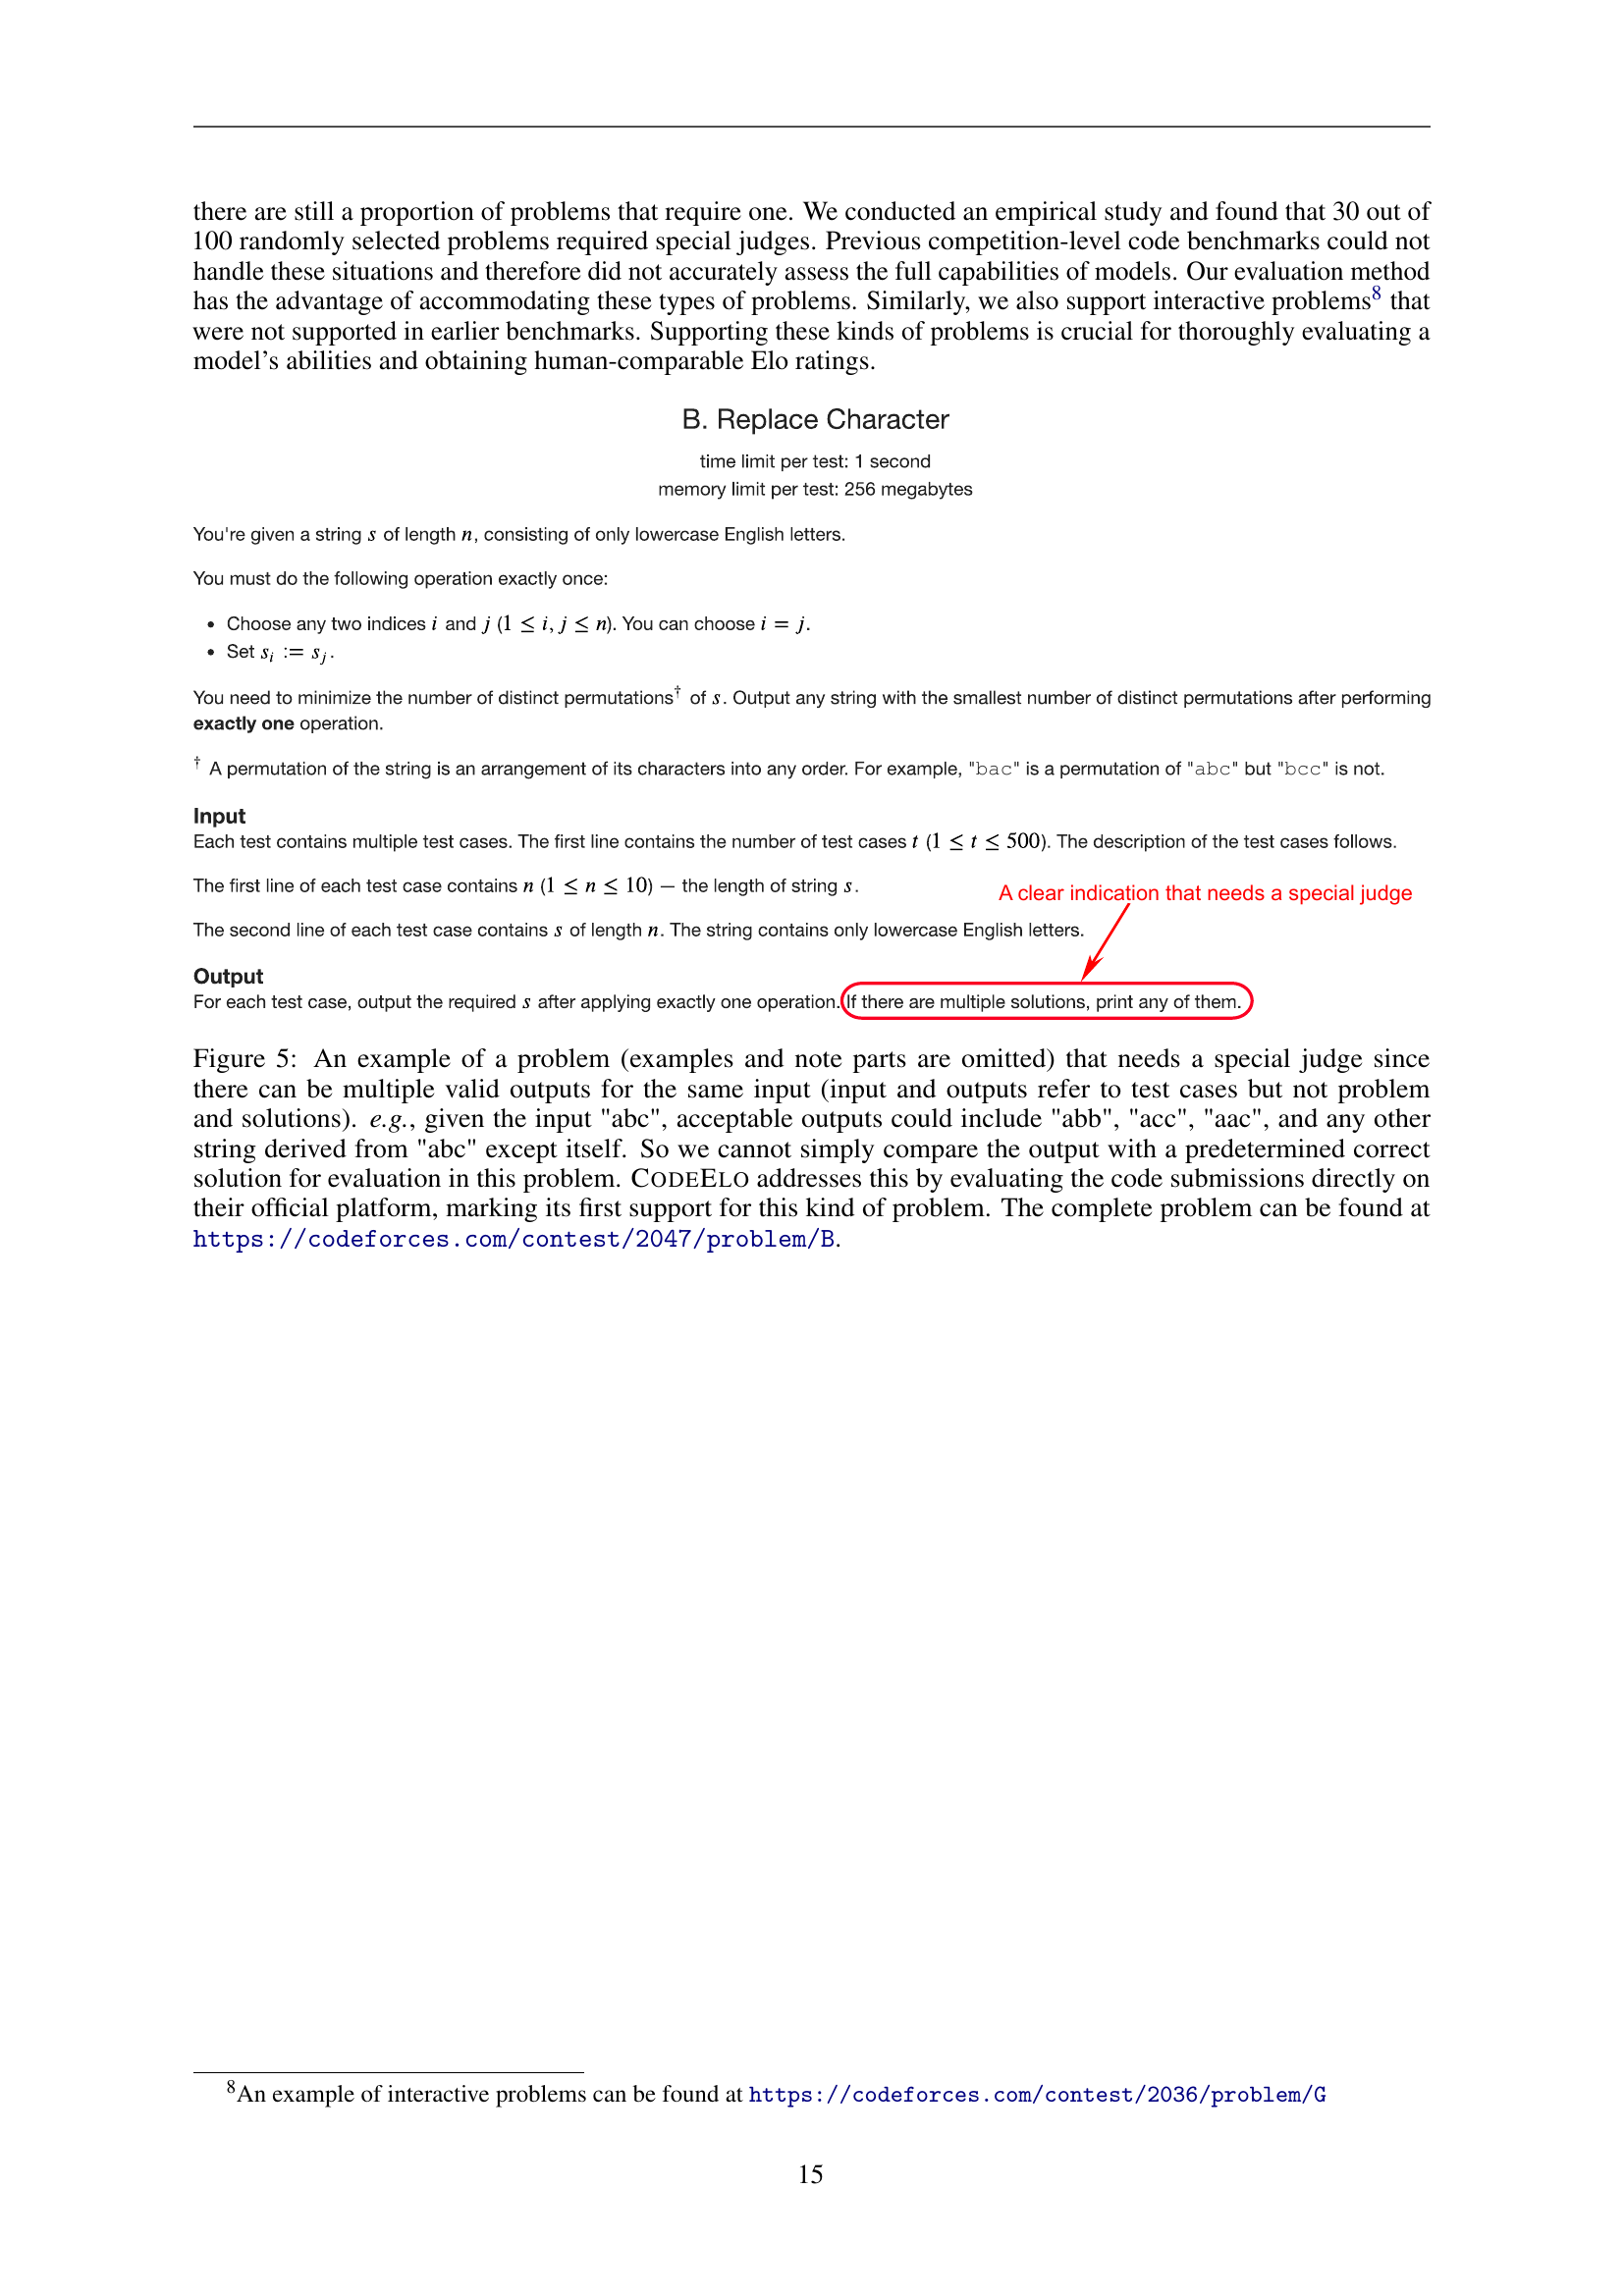 there are still a proportion of problems that require one. We conducted an empirical study and found that 30 out of
100 randomly selected problems required special judges. Previous competition-level code benchmarks could not
handle these situations and therefore did not accurately assess the full capabilities of models. Our evaluation method
has the advantage of accommodating these types of problems. Similarly, we also support interactive problems⁸ that
were not supported in earlier benchmarks. Supporting these kinds of problems is crucial for thoroughly evaluating a
model’s abilities and obtaining human-comparable Elo ratings.
B. Replace Character
time limit per test: 1 second
memory limit per test: 256 megabytes
You're given a string s of length n, consisting of only lowercase English letters.
You must do the following operation exactly once:
• Choose any two indices i and j (1 ≤ i, j ≤ n). You can choose i = j.
• Set sᵢ := sⱼ.
You need to minimize the number of distinct permutations† of s. Output any string with the smallest number of distinct permutations after performing
exactly one operation.
† A permutation of the string is an arrangement of its characters into any order. For example, "bac" is a permutation of "abc" but "bcc" is not.
Input
Each test contains multiple test cases. The first line contains the number of test cases t (1 ≤ t ≤ 500). The description of the test cases follows.
The first line of each test case contains n (1 ≤ n ≤ 10) — the length of string s.
A clear indication that needs a special judge
The second line of each test case contains s of length n. The string contains only lowercase English letters.
Output
For each test case, output the required s after applying exactly one operation. If there are multiple solutions, print any of them.
Figure 5: An example of a problem (examples and note parts are omitted) that needs a special judge since
there can be multiple valid outputs for the same input (input and outputs refer to test cases but not problem
and solutions). e.g., given the input "abc", acceptable outputs could include "abb", "acc", "aac", and any other
string derived from "abc" except itself. So we cannot simply compare the output with a predetermined correct
solution for evaluation in this problem. CODEELO addresses this by evaluating the code submissions directly on
their official platform, marking its first support for this kind of problem. The complete problem can be found at
https://codeforces.com/contest/2047/problem/B.
⁸An example of interactive problems can be found at https://codeforces.com/contest/2036/problem/G
15